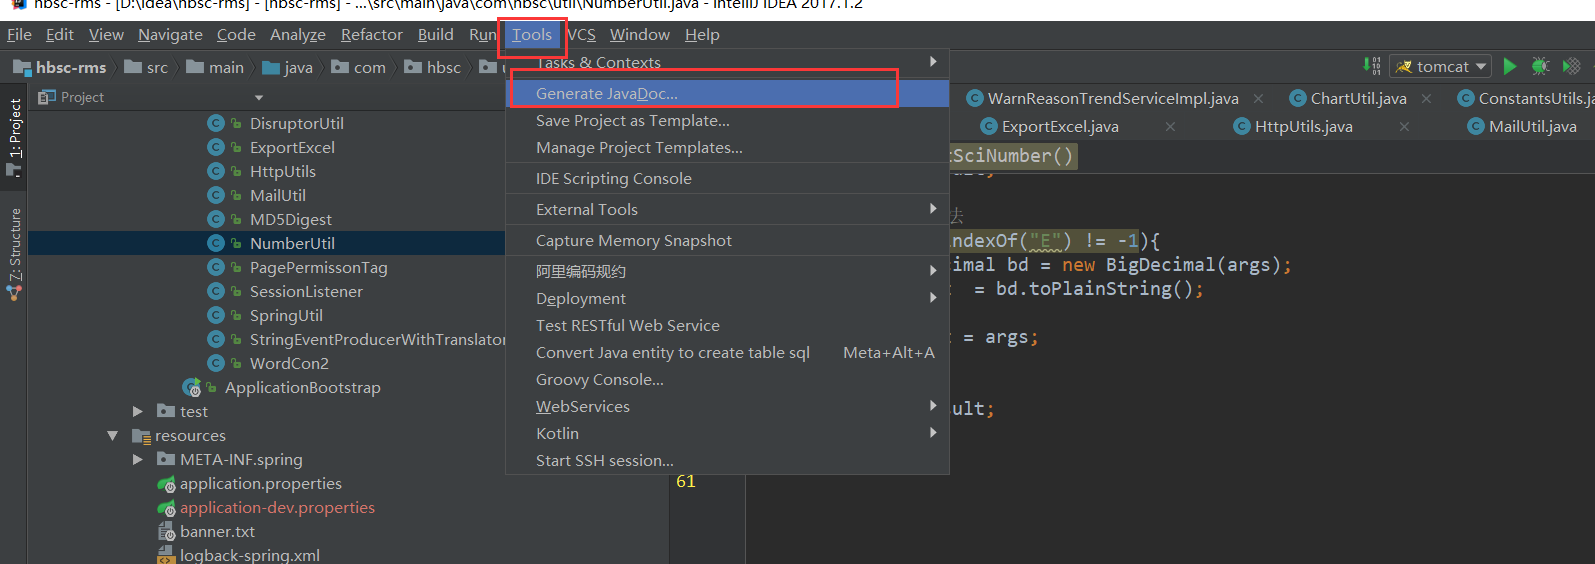 hbsc-rms - [D:\idea\hbsc-rms] - [hbsc-rms] - ...\src\main\java\com\hbsc\util\NumberUtil.java - IntelliJ IDEA 2017.1.2
File Edit View Navigate Code Analyze Refactor Build Run Tools VCS Window Help
hbsc-rms src main java com hbsc u
tomcat
Project
1: Project
Z: Structure
DisruptorUtil
ExportExcel
HttpUtils
MailUtil
MD5Digest
NumberUtil
PagePermissonTag
SessionListener
SpringUtil
StringEventProducerWithTranslator
WordCon2
ApplicationBootstrap
test
resources
META-INF.spring
application.properties
application-dev.properties
banner.txt
logback-spring.xml
Tasks & Contexts
Generate JavaDoc...
Save Project as Template...
Manage Project Templates...
IDE Scripting Console
External Tools
Capture Memory Snapshot
阿里编码规约
Deployment
Test RESTful Web Service
Convert Java entity to create table sql Meta+Alt+A
Groovy Console...
WebServices
Kotlin
Start SSH session...
WarnReasonTrendServiceImpl.java ChartUtil.java ConstantsUtils.j
ExportExcel.java HttpUtils.java MailUtil.java
SciNumber()
法
indexOf("E") != -1){
imal bd = new BigDecimal(args);
= bd.toPlainString();
= args;
ult;
61